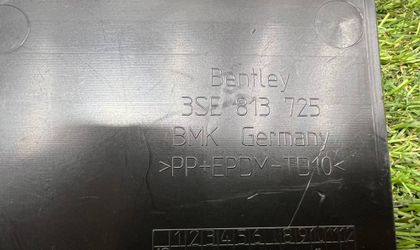 Bentley
3SE 813 725
BMK Germany
>PP+EPDM-TD10<